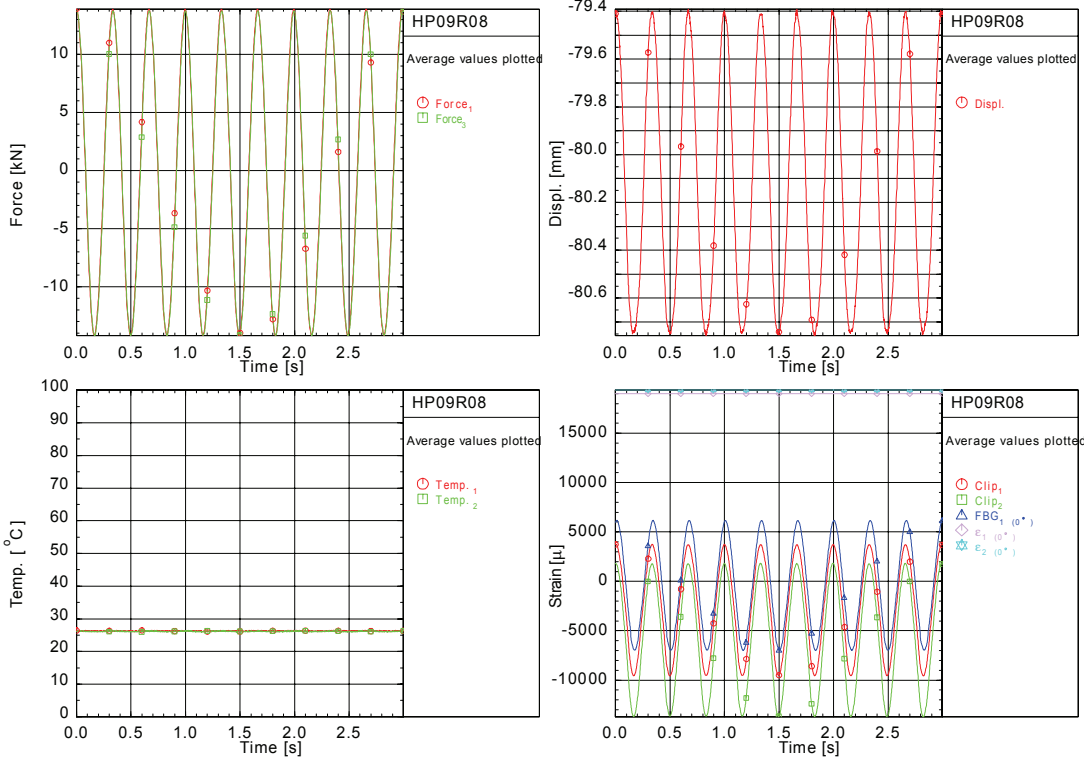 HP09R08
Average values plotted
Force1
Force3
10
5
0
-5
-10
Force [kN]
0.0 0.5 1.0 1.5 2.0 2.5
Time [s]
HP09R08
Average values plotted
Displ.
-79.4
-79.6
-79.8
-80.0
-80.2
-80.4
-80.6
Displ. [mm]
0.0 0.5 1.0 1.5 2.0 2.5
Time [s]
HP09R08
Average values plotted
Temp.1
Temp.2
100
90
80
70
60
50
40
30
20
10
0
Temp. [°C]
0.0 0.5 1.0 1.5 2.0 2.5
Time [s]
HP09R08
Average values plotted
Clip1
Clip2
FBG1 (0°)
ε1 (0°)
ε2 (0°)
15000
10000
5000
0
-5000
-10000
Strain [μ]
0.0 0.5 1.0 1.5 2.0 2.5
Time [s]